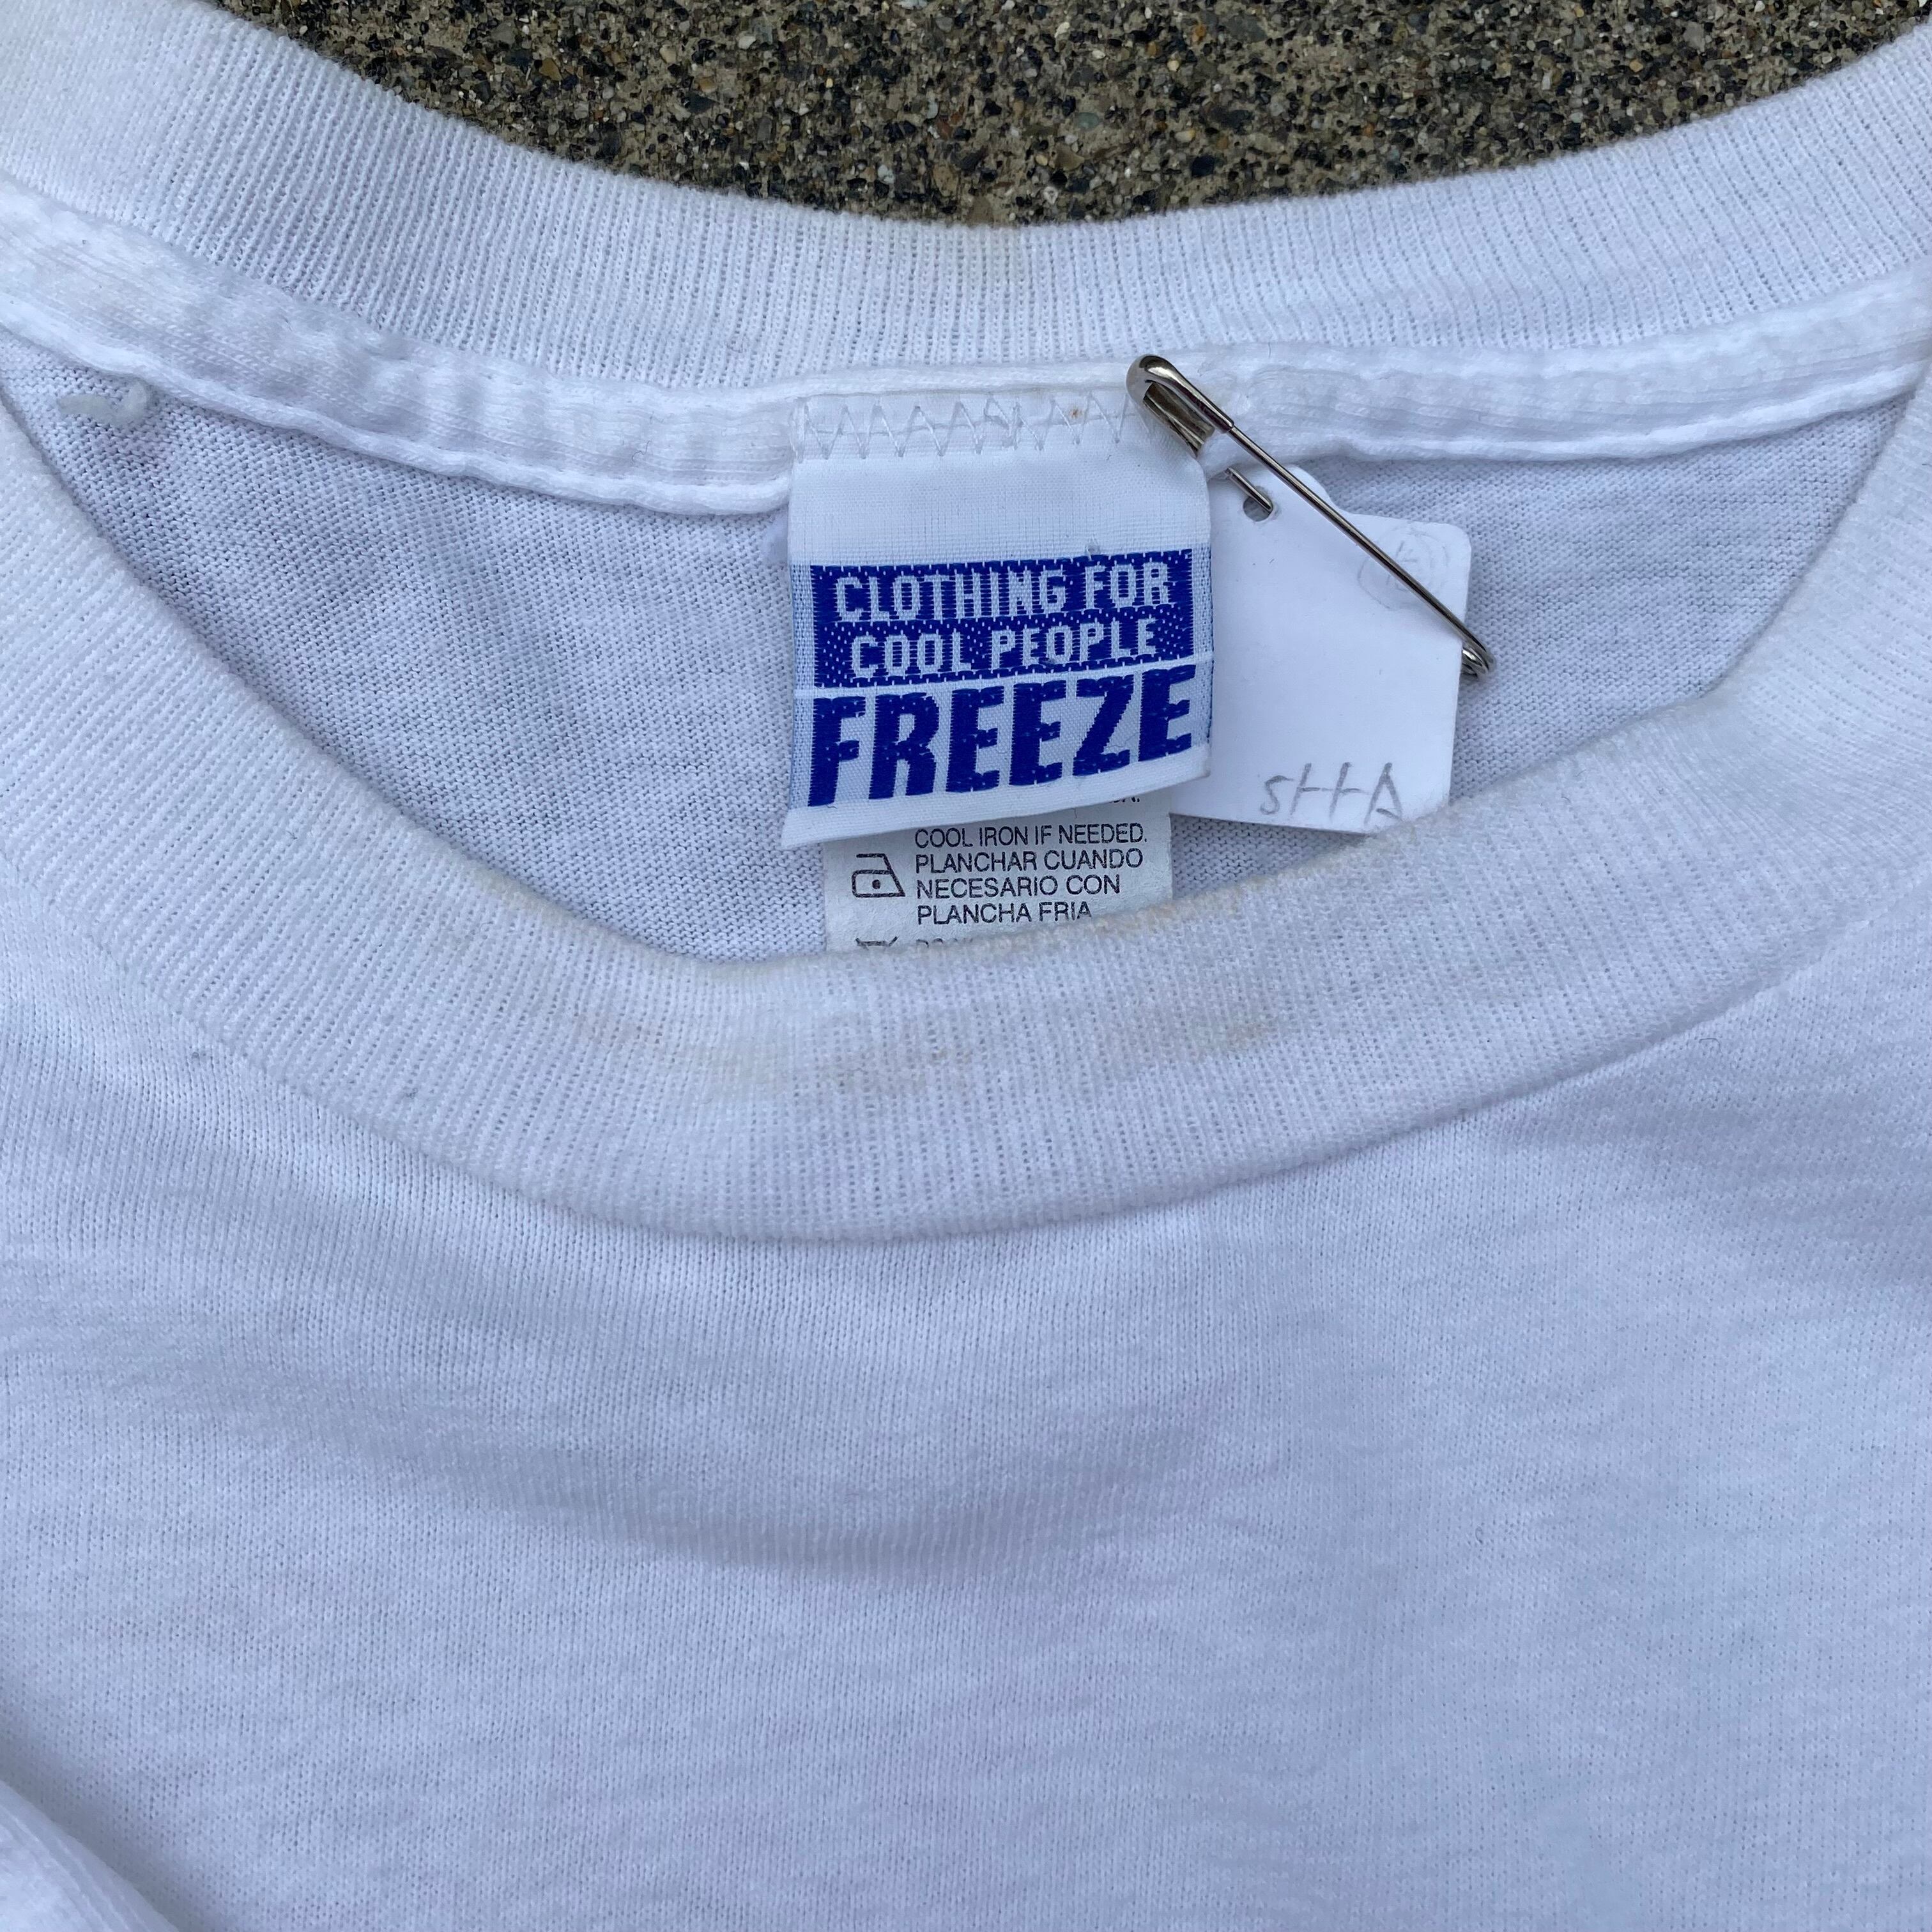 CLOTHING FOR
COOL PEOPLE
FREEZE
COOL IRON IF NEEDED.
PLANCHAR CUANDO
NECESARIO CON
PLANCHA FRIA